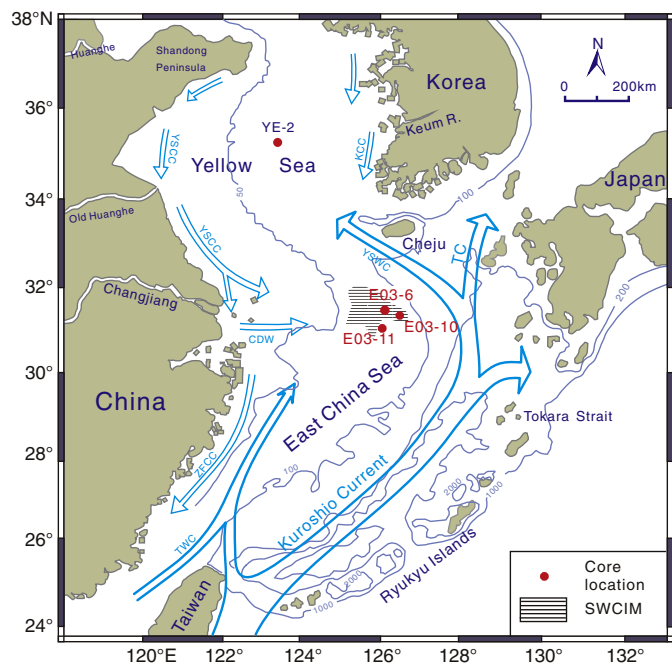 38°N
36°
34°
32°
30°
28°
26°
24°
120°E
122°
124°
126°
128°
130°
132°
Huanghe
Shandong
Peninsula
Korea
N
0
200km
Keum R.
YE-2
Yellow Sea
YSCC
KCC
50
100
Japan
Old Huanghe
YSCC
Cheju
YSWC
TC
200
Changjiang
E03-6
E03-10
E03-11
CDW
China
East China Sea
Tokara Strait
ZFCC
100
Kuroshio Current
2000
1000
TWC
2000
1000
Ryukyu Islands
Taiwan
Core
location
SWCIM